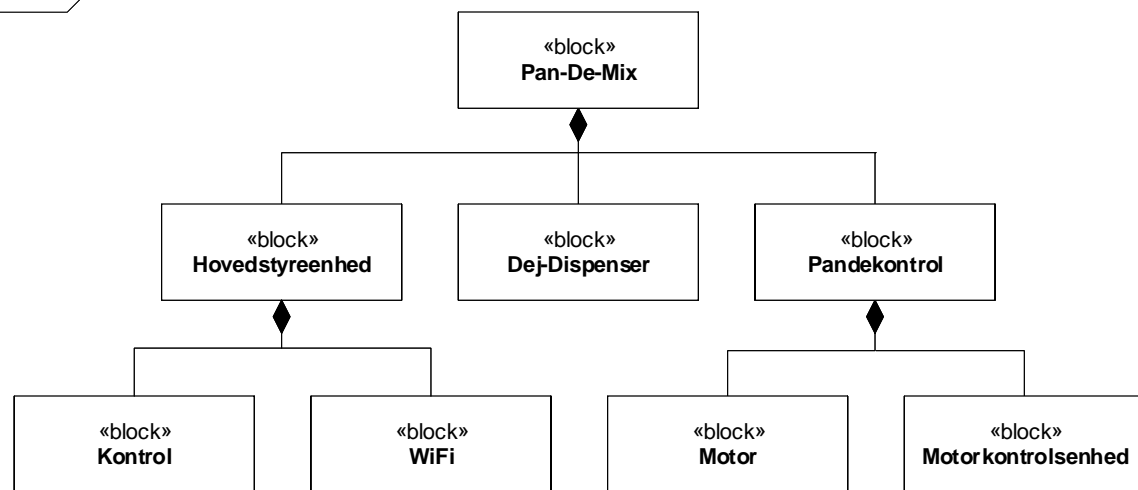 «block»
Pan-De-Mix
«block»
Hovedstyreenhed
«block»
Dej-Dispenser
«block»
Pandekontrol
«block»
Kontrol
«block»
WiFi
«block»
Motor
«block»
Motorkontrolsenhed